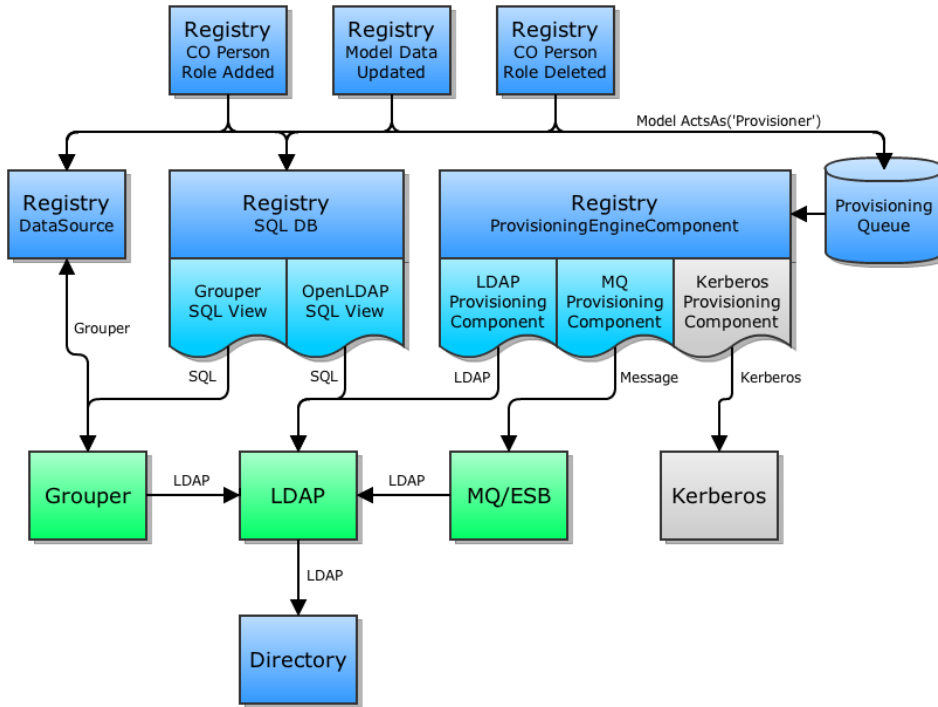 Registry
CO Person
Role Added
Registry
Model Data
Updated
Registry
CO Person
Role Deleted
Model ActsAs('Provisioner')
Registry
DataSource
Registry
SQL DB
Registry
ProvisioningEngineComponent
Provisioning
Queue
Grouper
SQL View
OpenLDAP
SQL View
LDAP
Provisioning
Component
MQ
Provisioning
Component
Kerberos
Provisioning
Component
Grouper
SQL
SQL
LDAP
Message
Kerberos
Grouper
LDAP
LDAP
LDAP
MQ/ESB
Kerberos
LDAP
Directory